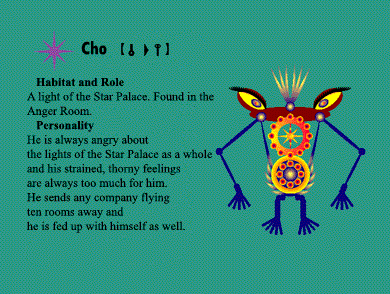 Cho
Habitat and Role
A light of the Star Palace. Found in the
Anger Room.
Personality
He is always angry about
the lights of the Star Palace as a whole
and his strained, thorny feelings
are always too much for him.
He sends any company flying
ten rooms away and
he is fed up with himself as well.